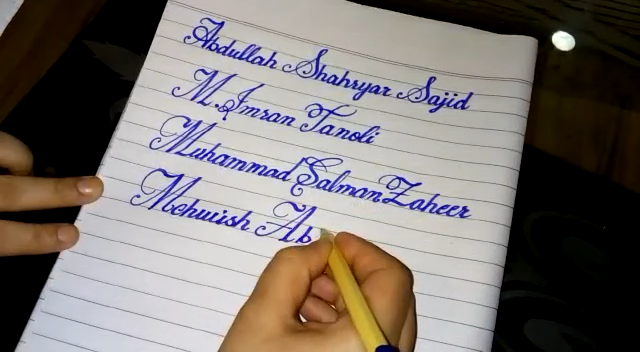 Abdullah Shahryar Sajid
M. Imran Tanoli
Muhammad Salman Zaheer
Mehwish Ab